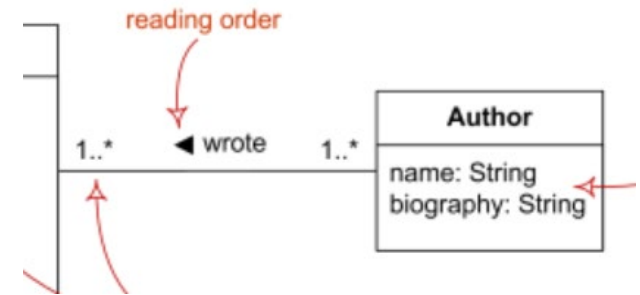 reading order
1..*
wrote
1..*
Author
name: String
biography: String